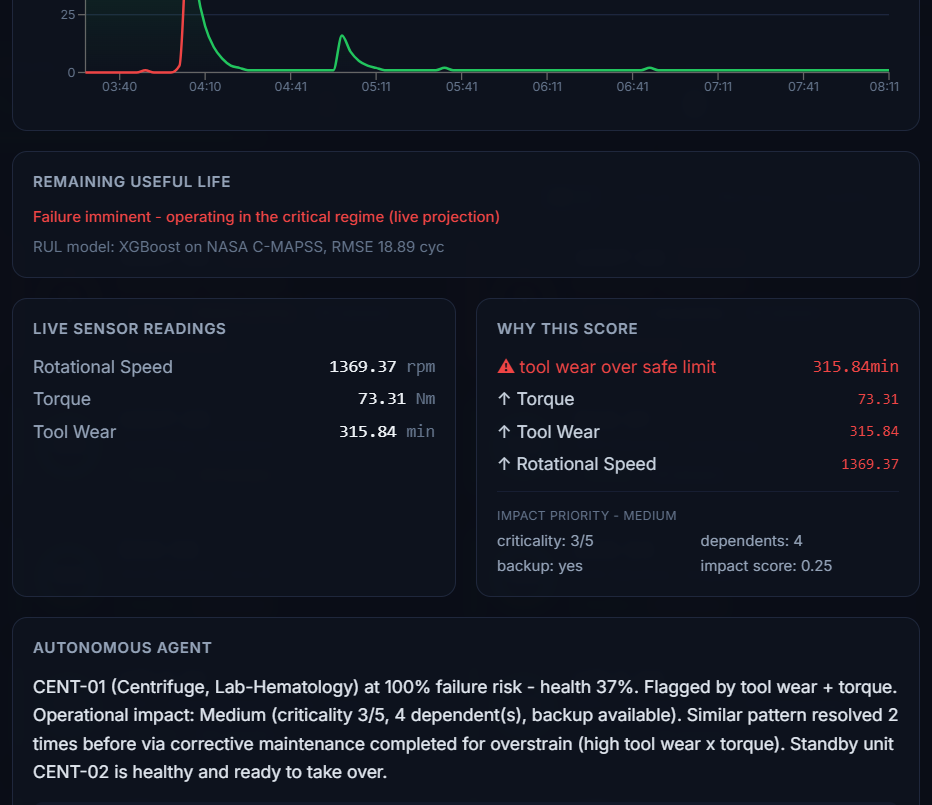 25
0
03:40 04:10 04:41 05:11 05:41 06:11 06:41 07:11 07:41 08:11
REMAINING USEFUL LIFE
Failure imminent - operating in the critical regime (live projection)
RUL model: XGBoost on NASA C-MAPSS, RMSE 18.89 cyc
LIVE SENSOR READINGS
Rotational Speed 1369.37 rpm
Torque 73.31 Nm
Tool Wear 315.84 min
WHY THIS SCORE
⚠ tool wear over safe limit 315.84min
↑ Torque 73.31
↑ Tool Wear 315.84
↑ Rotational Speed 1369.37
IMPACT PRIORITY - MEDIUM
criticality: 3/5 dependents: 4
backup: yes impact score: 0.25
AUTONOMOUS AGENT
CENT-01 (Centrifuge, Lab-Hematology) at 100% failure risk - health 37%. Flagged by tool wear + torque.
Operational impact: Medium (criticality 3/5, 4 dependent(s), backup available). Similar pattern resolved 2
times before via corrective maintenance completed for overstrain (high tool wear x torque). Standby unit
CENT-02 is healthy and ready to take over.